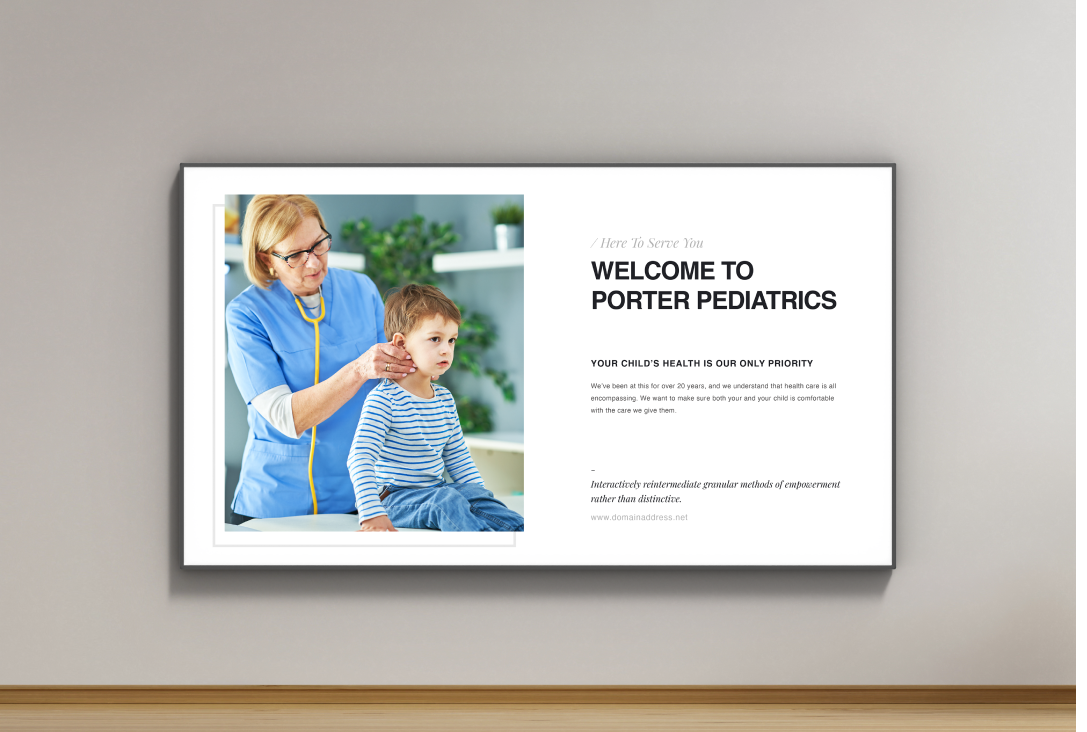 / Here To Serve You
WELCOME TO
PORTER PEDIATRICS
YOUR CHILD'S HEALTH IS OUR ONLY PRIORITY
We've been at this for over 20 years, and we understand that health care is all
encompassing. We want to make sure both your and your child is comfortable
with the care we give them.
–
Interactively reintermediate granular methods of empowerment
rather than distinctive.
www.domainaddress.net